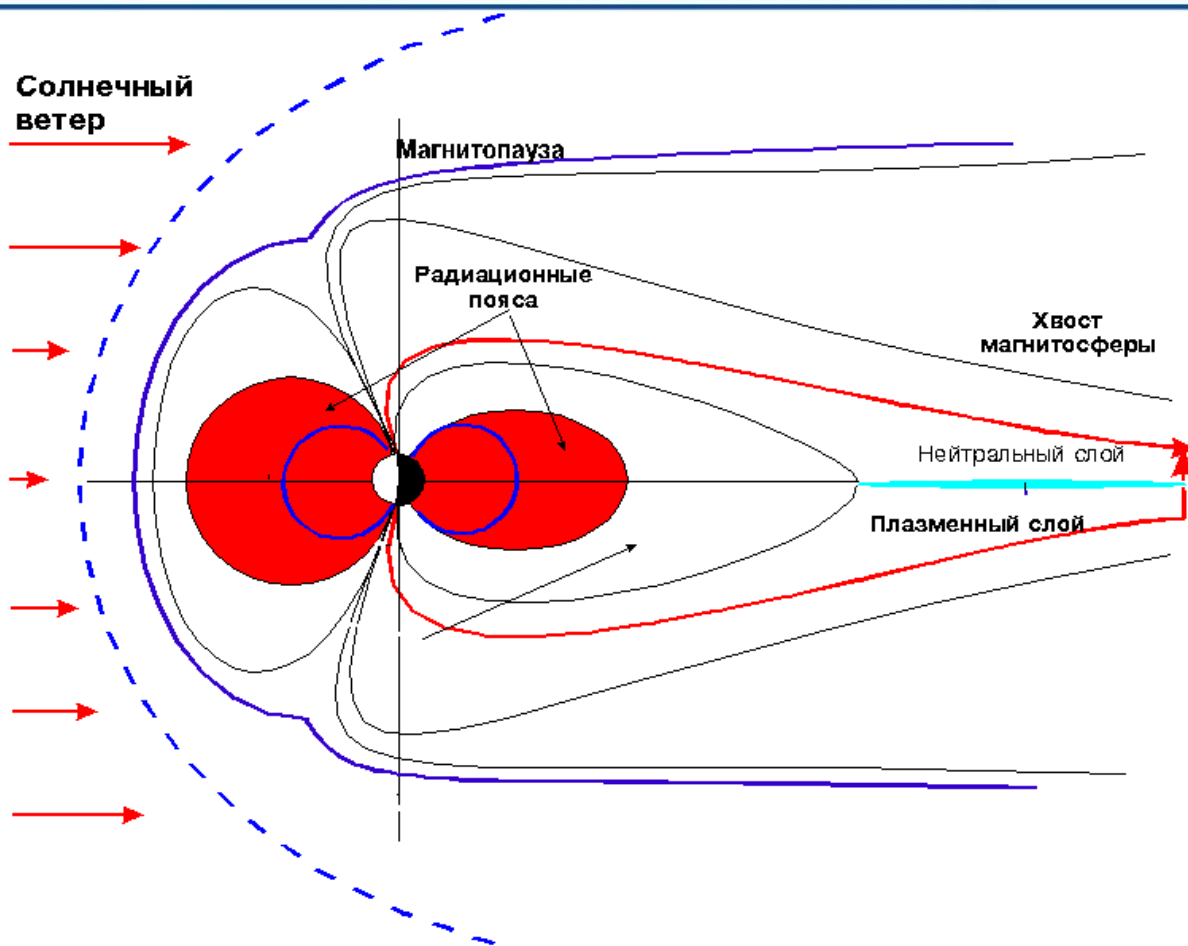 Солнечный
ветер
Магнитопауза
Радиационные
пояса
Хвост
магнитосферы
Нейтральный слой
Плазменный слой